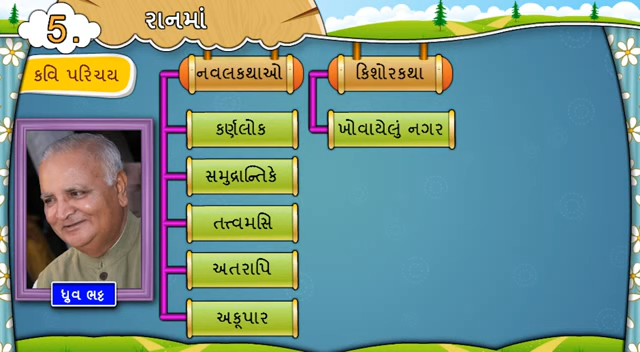 5.
રાનમાં
કવિ પરિચય
નવલકથાઓ
કિશોરકથા
કર્ણલોક
ખોવાયેલું નગર
સમુદ્રાન્તિકે
તત્ત્વમસિ
અતરાપિ
અકૂપાર
ધ્રુવ ભટ્ટ